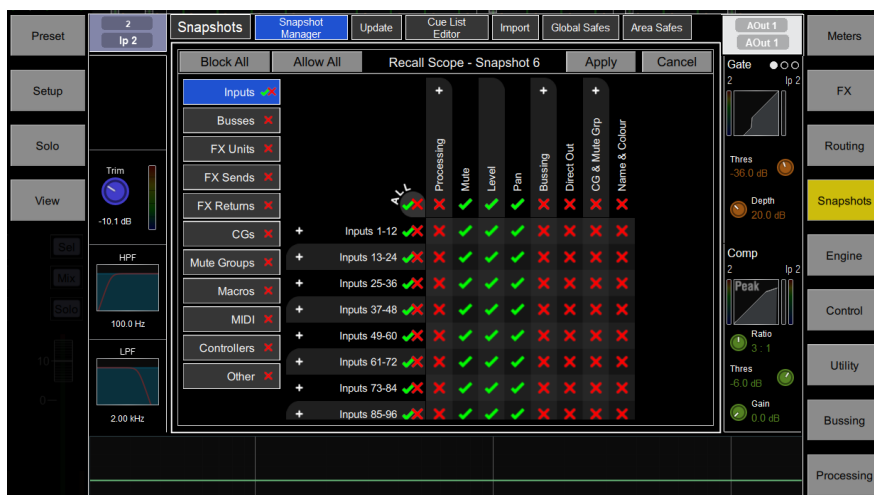 Preset
Setup
Solo
View
Sel
Mix
Solo
10
0
2
Ip 2
Trim
-10.1 dB
HPF
100.0 Hz
LPF
2.00 kHz
Snapshots
Snapshot
Manager
Update
Cue List
Editor
Import
Global Safes
Area Safes
Block All
Allow All
Recall Scope - Snapshot 6
Apply
Cancel
Inputs
Busses
FX Units
FX Sends
FX Returns
CGs
Mute Groups
Macros
MIDI
Controllers
Other
ALL
Processing
Mute
Level
Pan
Bussing
Direct Out
CG & Mute Grp
Name & Colour
Inputs 1-12
Inputs 13-24
Inputs 25-36
Inputs 37-48
Inputs 49-60
Inputs 61-72
Inputs 73-84
Inputs 85-96
AOut 1
AOut 1
Gate
2 Ip 2
Thres
-36.0 dB
Depth
20.0 dB
Comp
2 Ip 2
Peak
Ratio
3 : 1
Thres
-6.0 dB
Gain
0.0 dB
Meters
FX
Routing
Snapshots
Engine
Control
Utility
Bussing
Processing